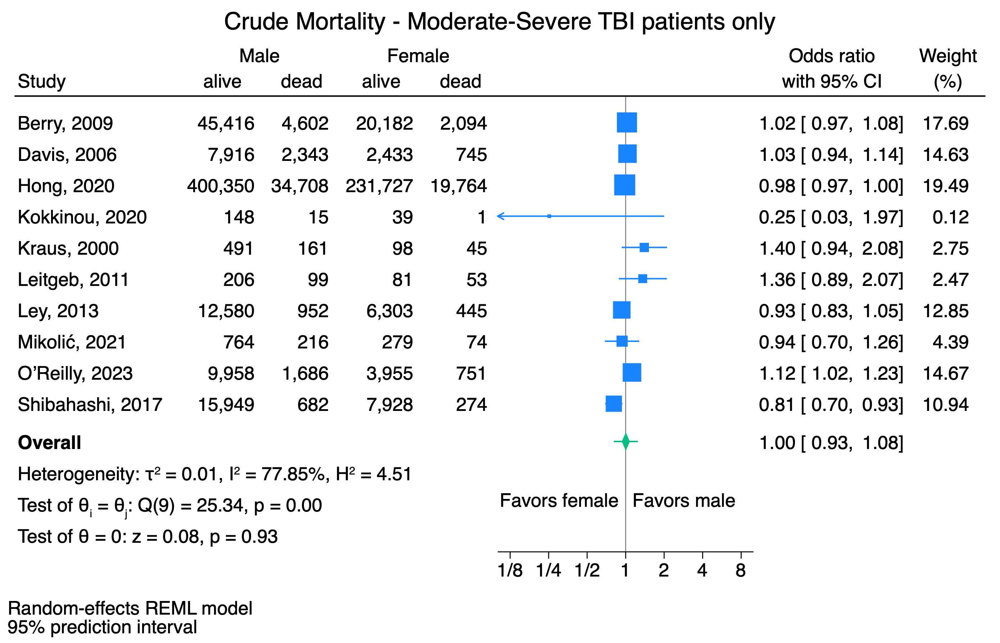 Crude Mortality - Moderate-Severe TBI patients only
Male Female Odds ratio Weight
Study alive dead alive dead with 95% CI (%)
Berry, 2009 45,416 4,602 20,182 2,094 1.02 [ 0.97, 1.08] 17.69
Davis, 2006 7,916 2,343 2,433 745 1.03 [ 0.94, 1.14] 14.63
Hong, 2020 400,350 34,708 231,727 19,764 0.98 [ 0.97, 1.00] 19.49
Kokkinou, 2020 148 15 39 1 0.25 [ 0.03, 1.97] 0.12
Kraus, 2000 491 161 98 45 1.40 [ 0.94, 2.08] 2.75
Leitgeb, 2011 206 99 81 53 1.36 [ 0.89, 2.07] 2.47
Ley, 2013 12,580 952 6,303 445 0.93 [ 0.83, 1.05] 12.85
Mikolić, 2021 764 216 279 74 0.94 [ 0.70, 1.26] 4.39
O’Reilly, 2023 9,958 1,686 3,955 751 1.12 [ 1.02, 1.23] 14.67
Shibahashi, 2017 15,949 682 7,928 274 0.81 [ 0.70, 0.93] 10.94
Overall 1.00 [ 0.93, 1.08]
Heterogeneity: τ² = 0.01, I² = 77.85%, H² = 4.51
Favors female Favors male
Test of θᵢ = θⱼ: Q(9) = 25.34, p = 0.00
Test of θ = 0: z = 0.08, p = 0.93
1/8 1/4 1/2 1 2 4 8
Random-effects REML model
95% prediction interval